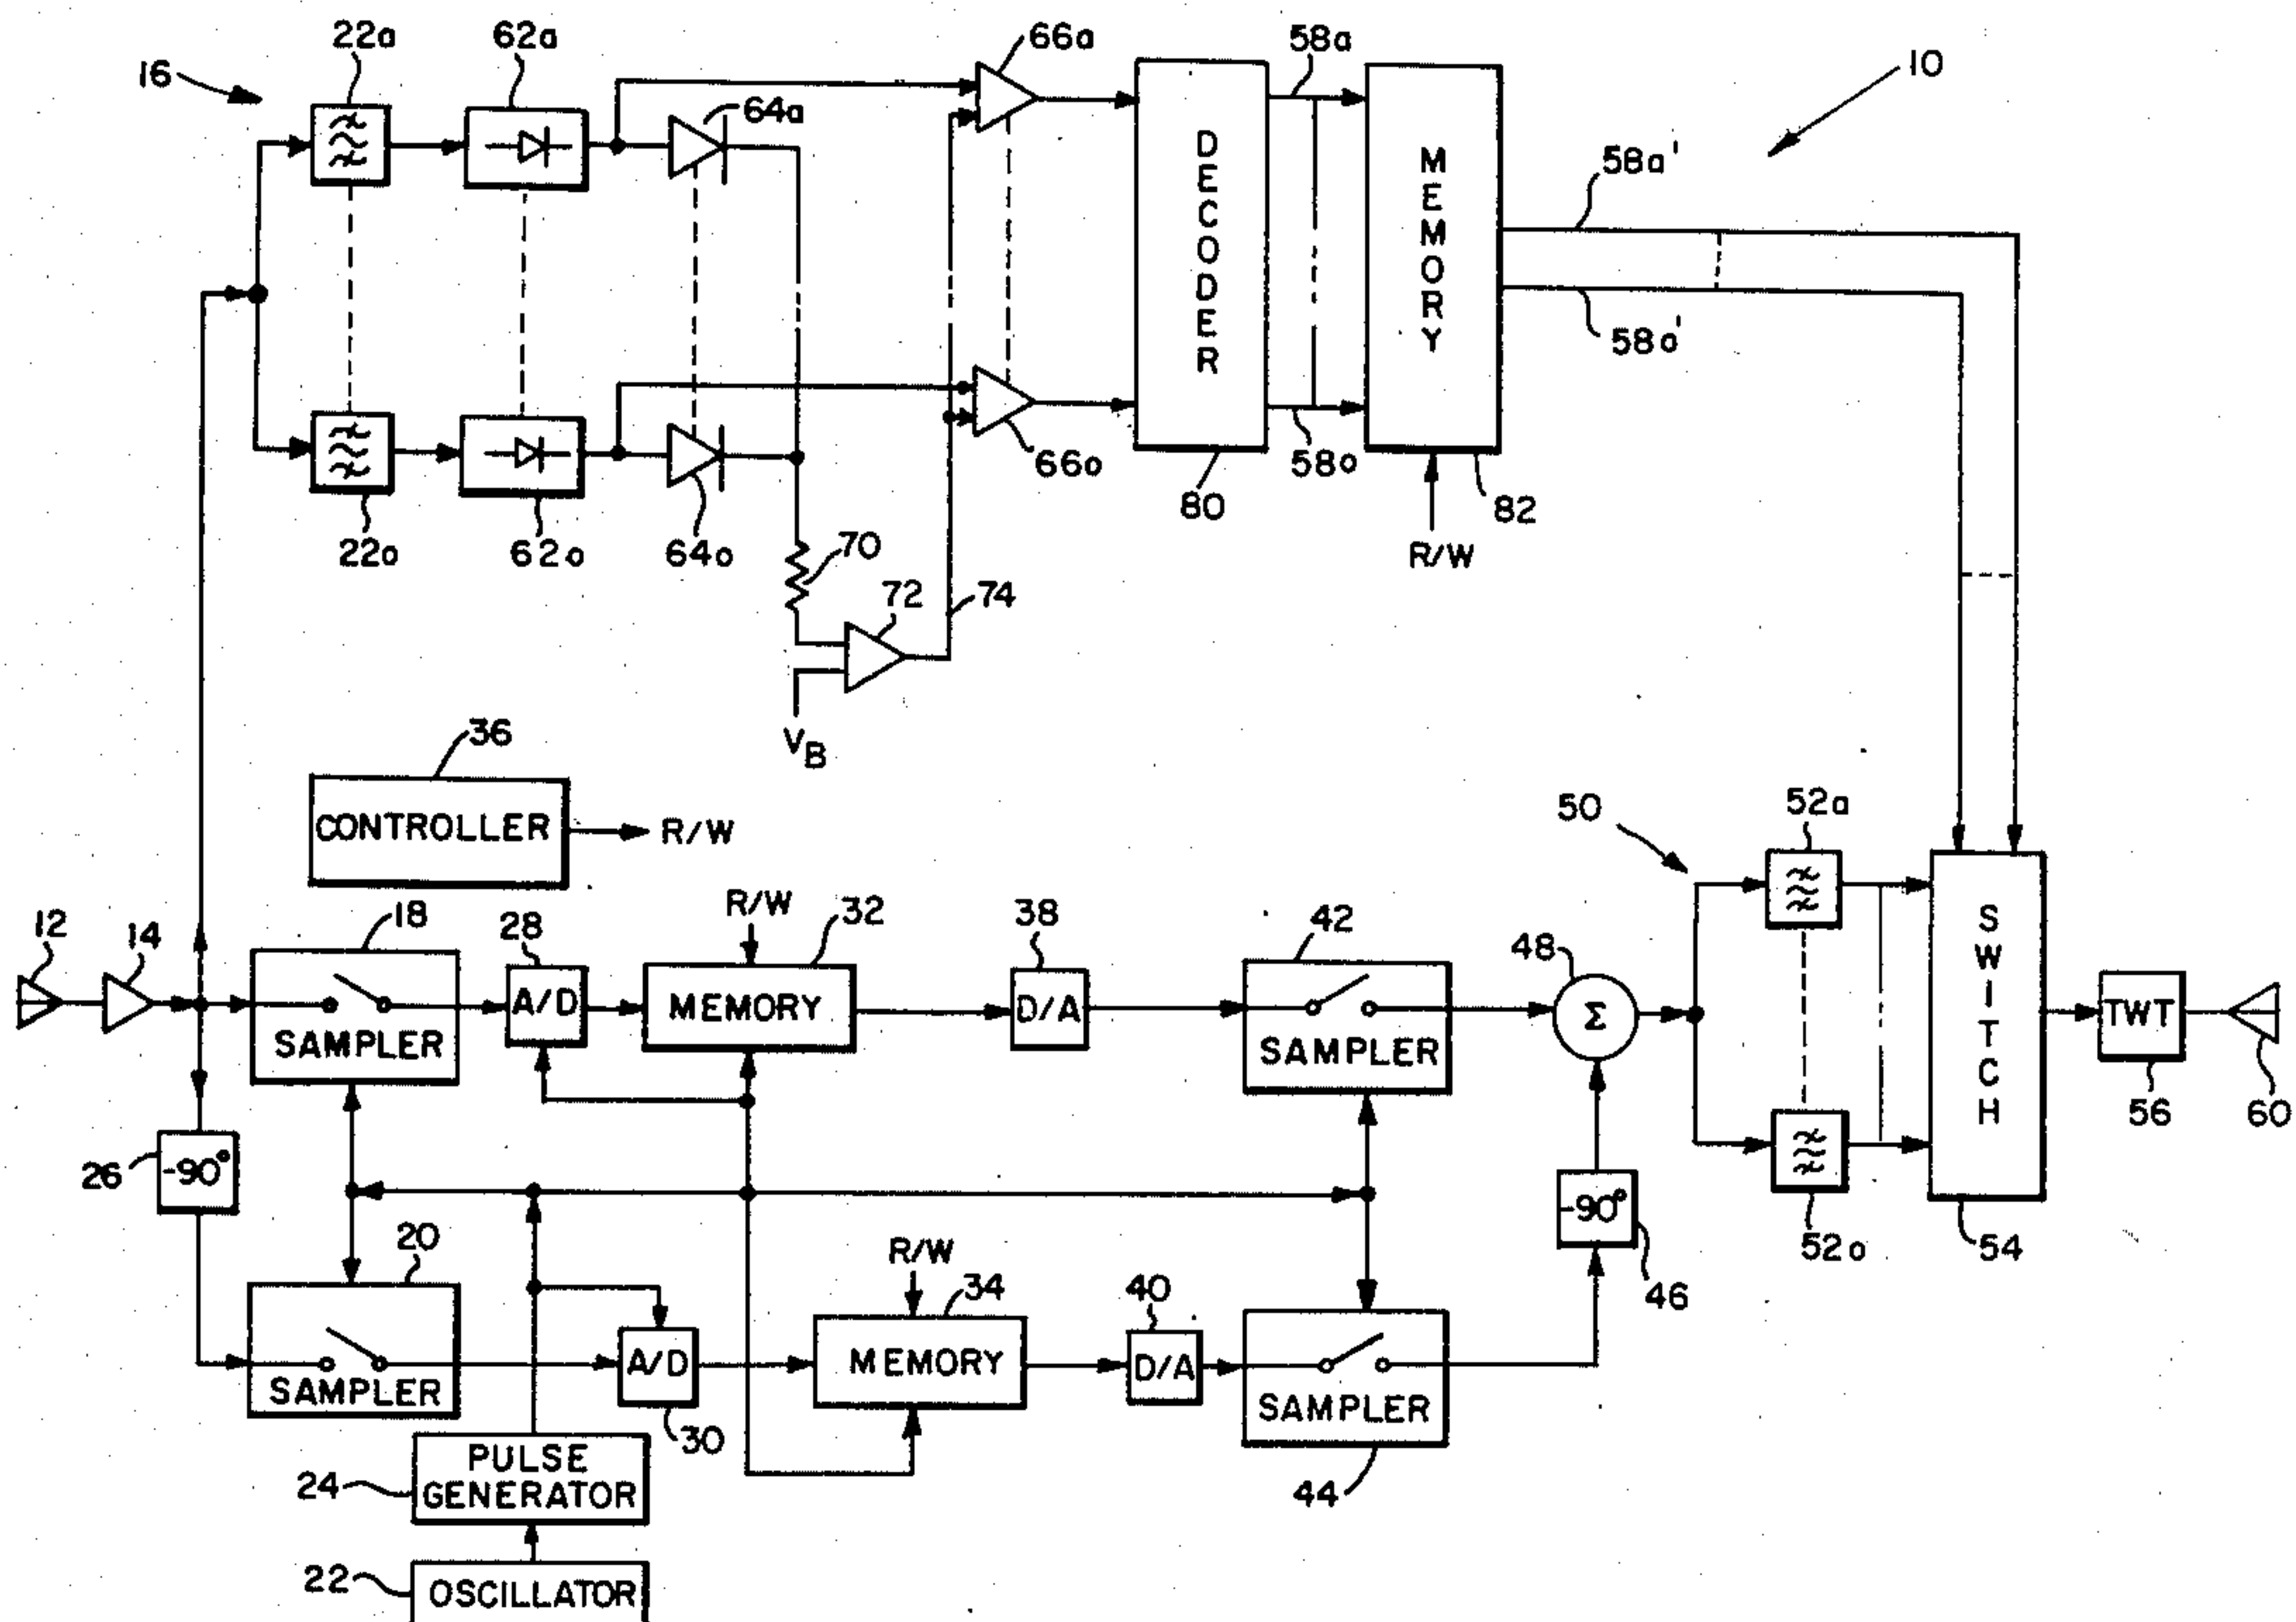 22a
62a
66a
58a
10
16
64a
DECODER
MEMORY
58a'
58o'
22o
62o
64o
66o
80
58o
82
R/W
70
72
74
VB
36
CONTROLLER
R/W
50
52a
12
14
18
28
R/W
32
38
42
48
SWITCH
SAMPLER
A/D
MEMORY
D/A
SAMPLER
Σ
TWT
56
60
26
-90°
20
R/W
34
40
-90°
46
52o
54
SAMPLER
A/D
30
MEMORY
D/A
SAMPLER
44
24
PULSE
GENERATOR
22
OSCILLATOR